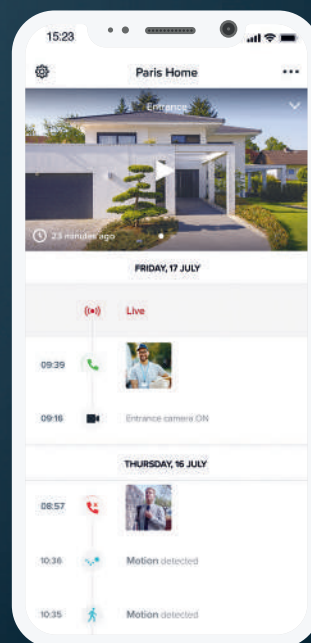 15:23
Paris Home
Entrance
23 minutes ago
FRIDAY, 17 JULY
Live
09:39
09:16 Entrance camera ON
THURSDAY, 16 JULY
08:57
10:36 Motion detected
10:35 Motion detected